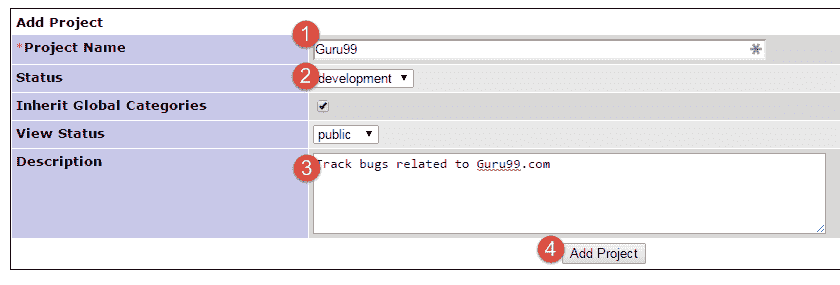 Add Project
*Project Name 1 Guru99
Status 2 development
Inherit Global Categories
View Status public
Description 3 Track bugs related to Guru99.com
4 Add Project